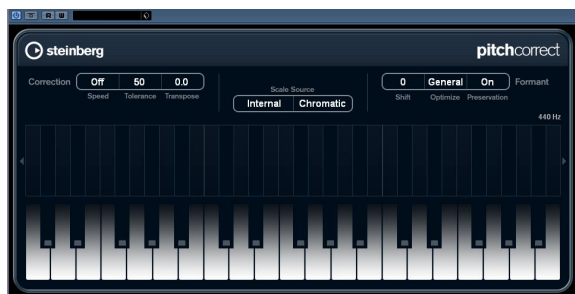 R W
steinberg
pitchcorrect
Correction Off 50 0.0
Speed Tolerance Transpose
Scale Source
Internal Chromatic
0 General On Formant
Shift Optimize Preservation
440 Hz